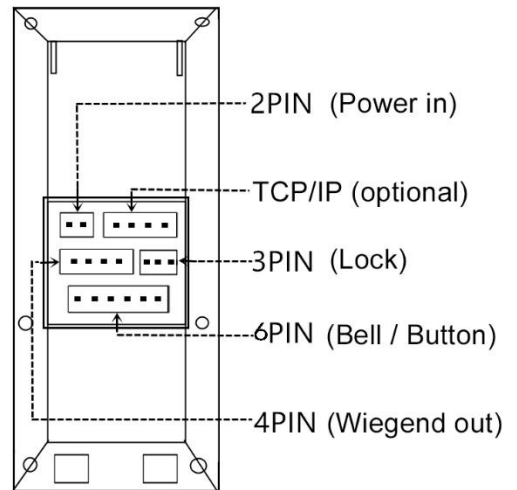 2PIN (Power in)
TCP/IP (optional)
3PIN (Lock)
6PIN (Bell / Button)
4PIN (Wiegend out)